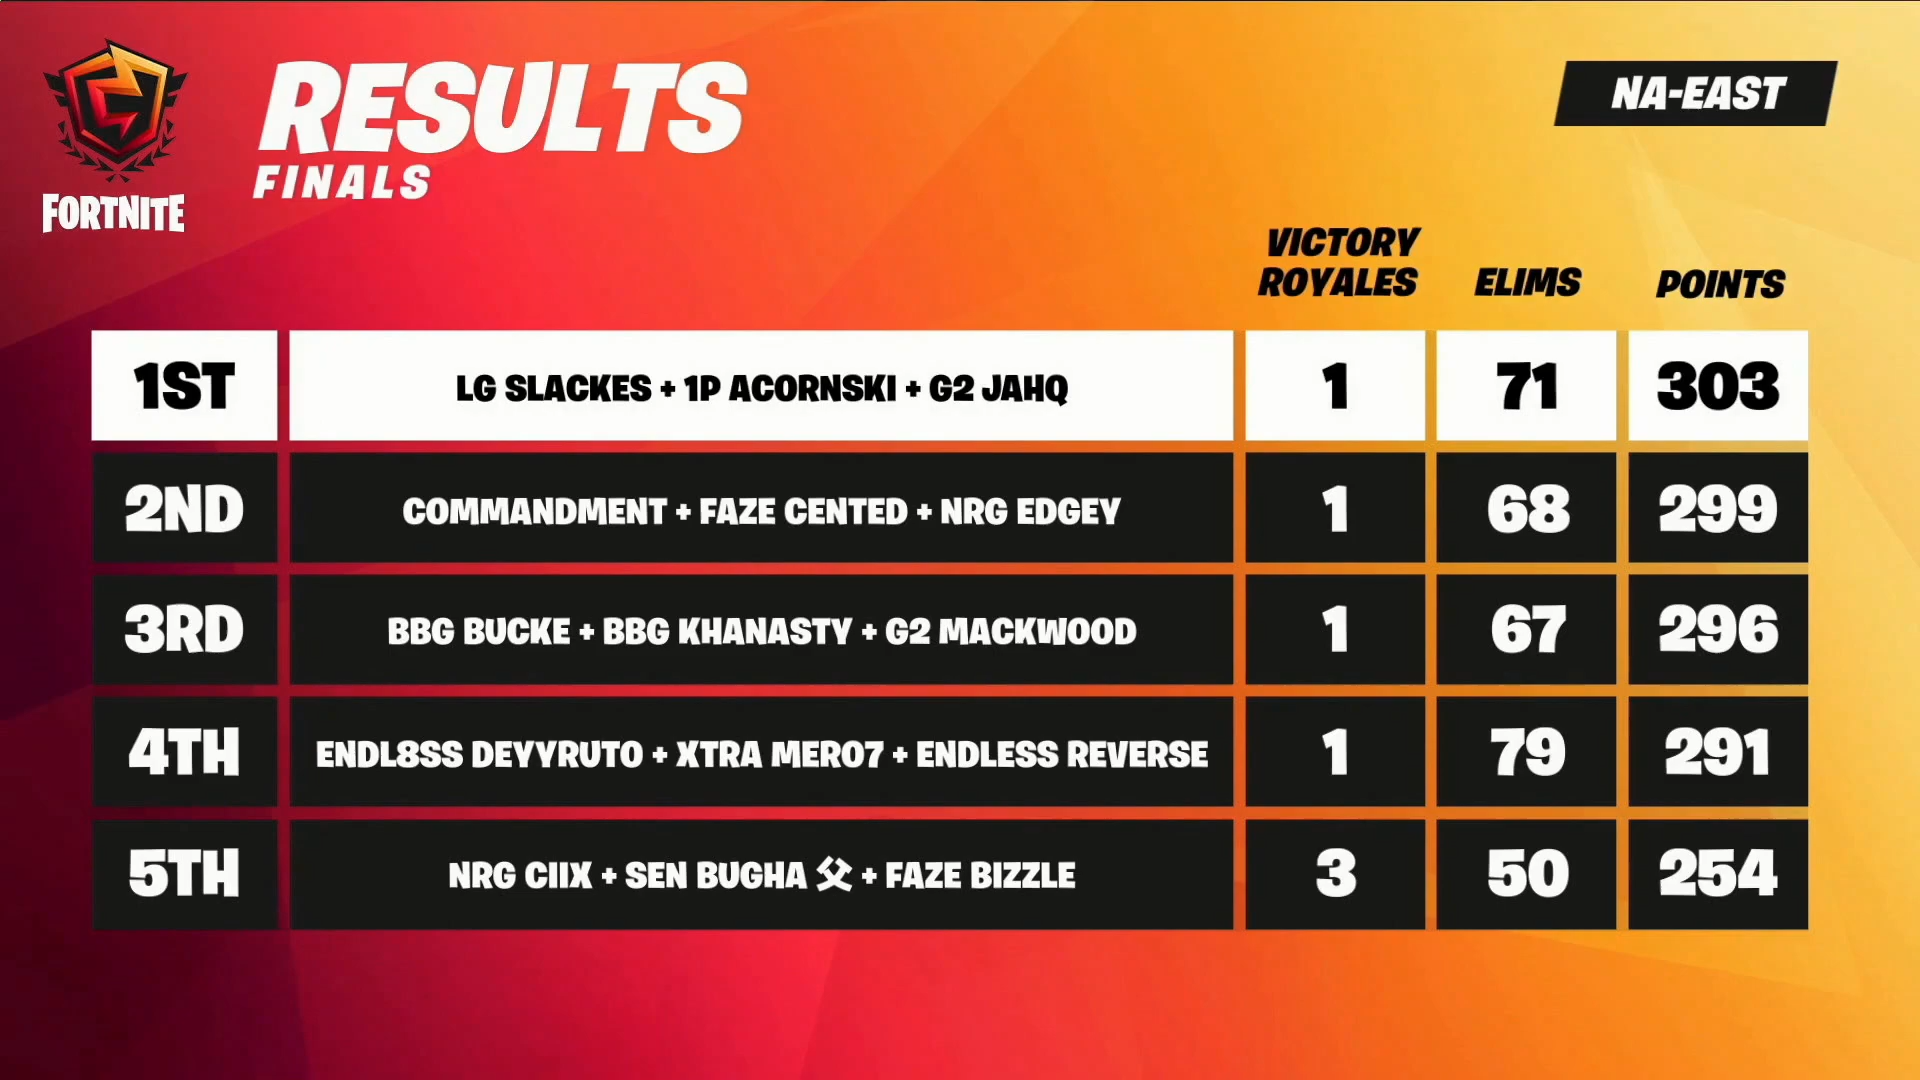 RESULTS
FINALS
FORTNITE
NA-EAST
VICTORY
ROYALES
ELIMS
POINTS
1ST LG SLACKES + 1P ACORNSKI + G2 JAHQ 1 71 303
2ND COMMANDMENT + FAZE CENTED + NRG EDGEY 1 68 299
3RD BBG BUCKE + BBG KHANASTY + G2 MACKWOOD 1 67 296
4TH ENDL8SS DEYYRUTO + XTRA MERO7 + ENDLESS REVERSE 1 79 291
5TH NRG CIIX + SEN BUGHA 父 + FAZE BIZZLE 3 50 254